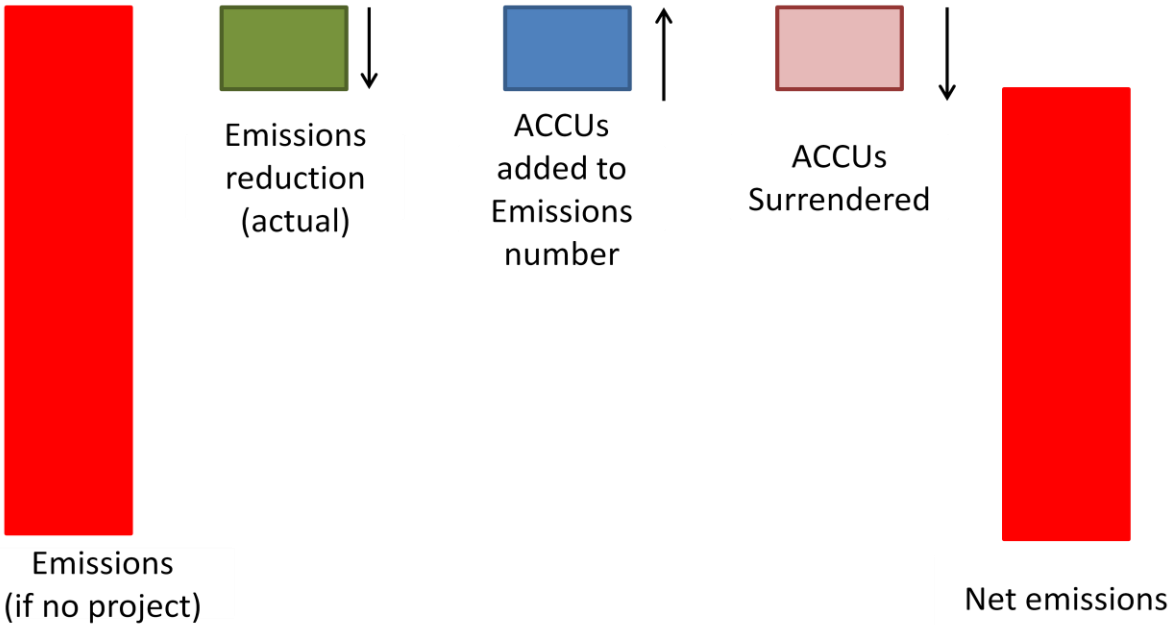 Emissions
(if no project)
Emissions
reduction
(actual)
ACCUs
added to
Emissions
number
ACCUs
Surrendered
Net emissions